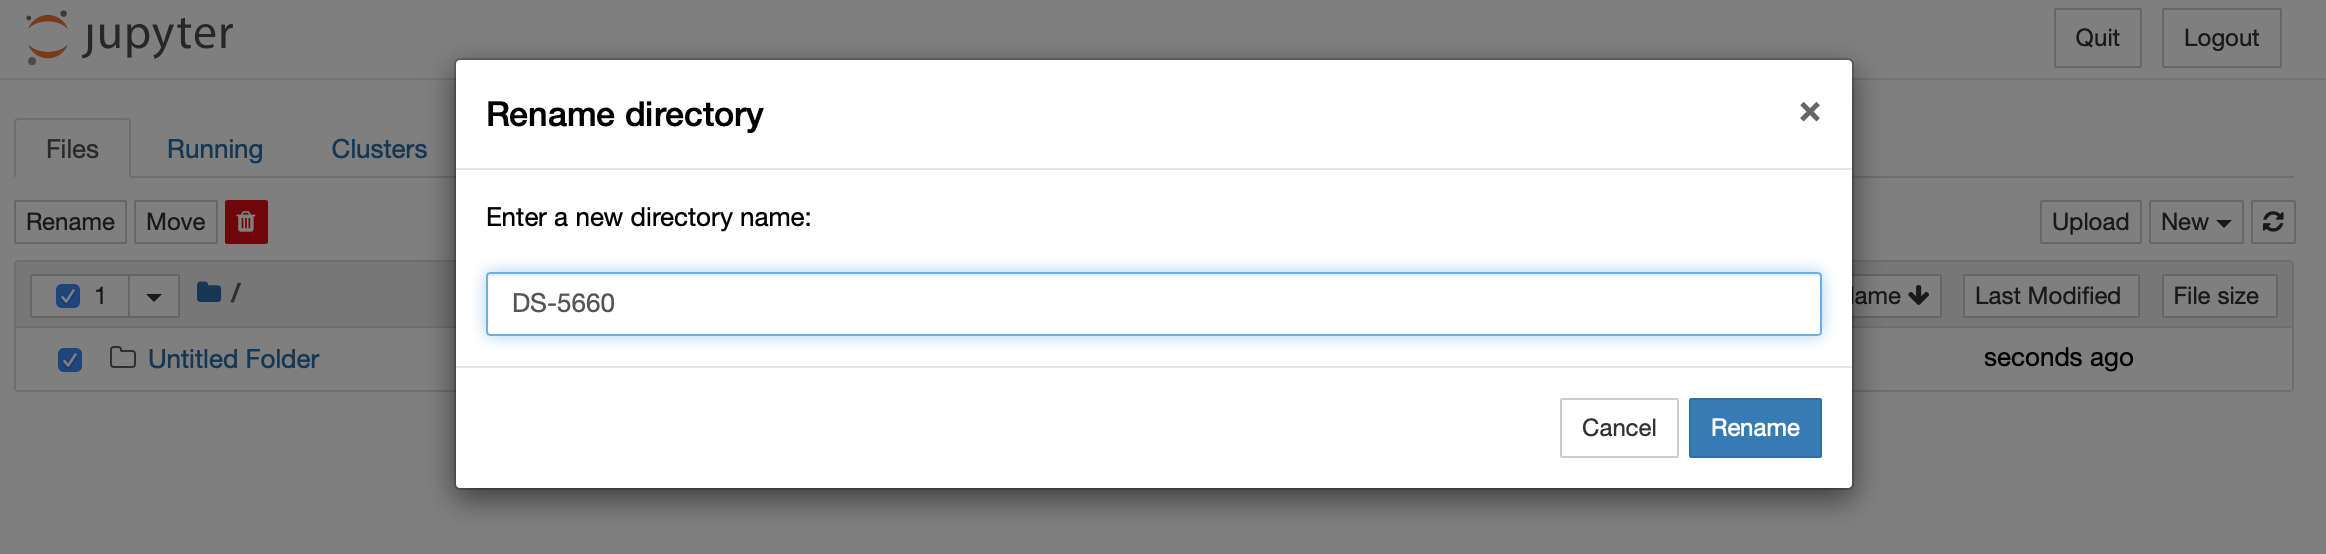 jupyter
Quit Logout
Rename directory
×
Files Running Clusters
Enter a new directory name:
Rename Move
Upload New
DS-5660
1 /
ame Last Modified File size
Untitled Folder
seconds ago
Cancel Rename